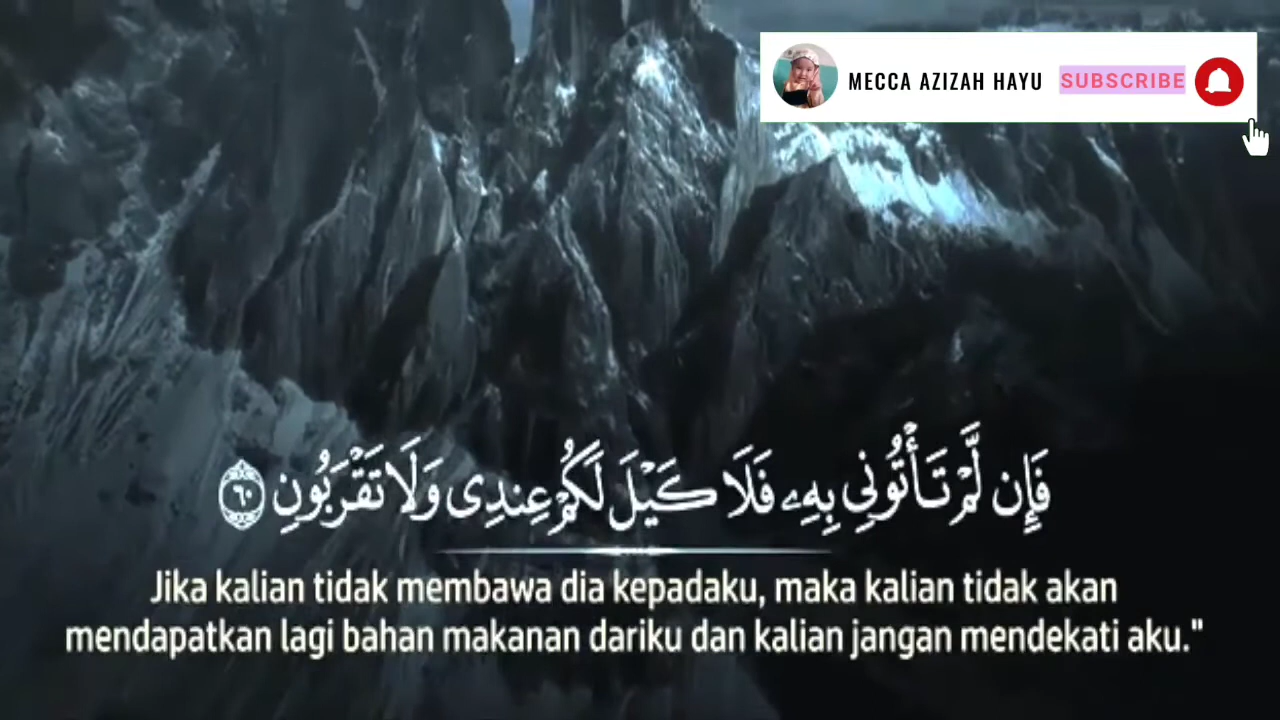 MECCA AZIZAH HAYU SUBSCRIBE
فَإِن لَّمْ تَأْتُونِى بِهِۦ فَلَا كَيْلَ لَكُمْ عِندِى وَلَا تَقْرَبُونِ ٦٠
Jika kalian tidak membawa dia kepadaku, maka kalian tidak akan
mendapatkan lagi bahan makanan dariku dan kalian jangan mendekati aku."